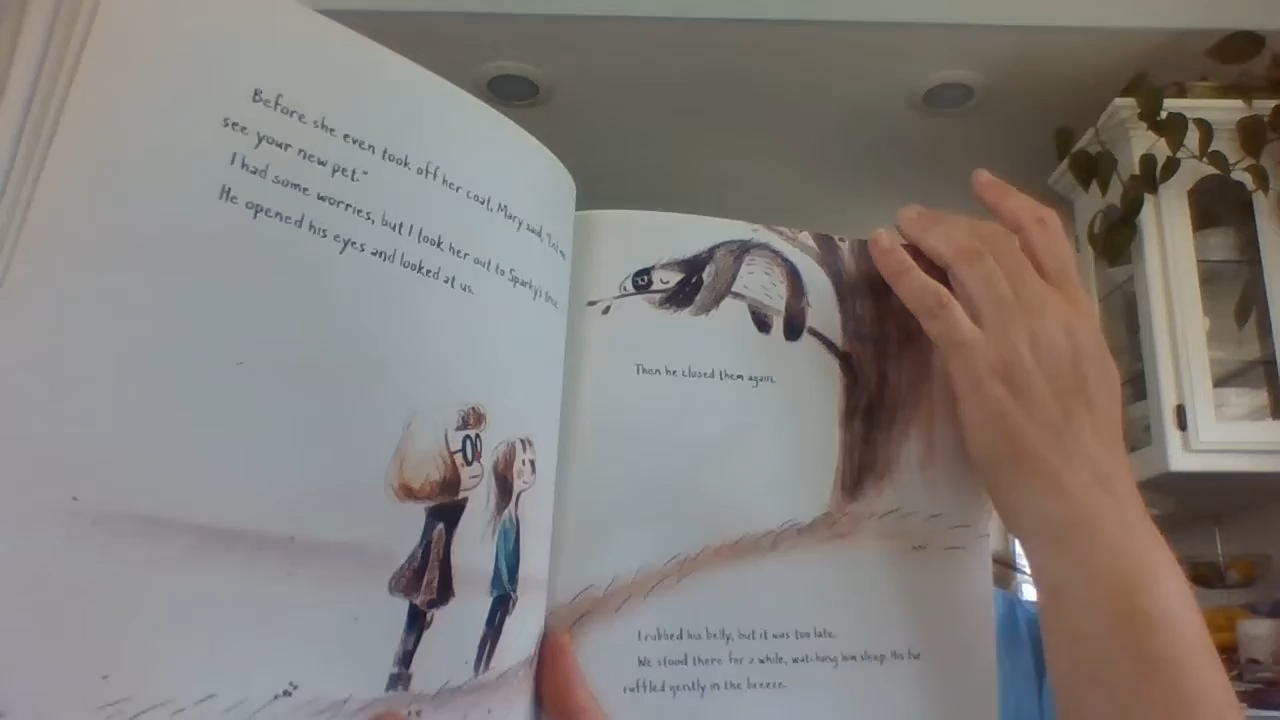 Before she even took off her coat, Mary said, "Let me
see your new pet."
I had some worries, but I took her out to Sparky's tree.
He opened his eyes and looked at us.
Then he closed them again.
I rubbed his belly, but it was too late.
We stood there for a while, watching him sleep. His fur
ruffled gently in the breeze.